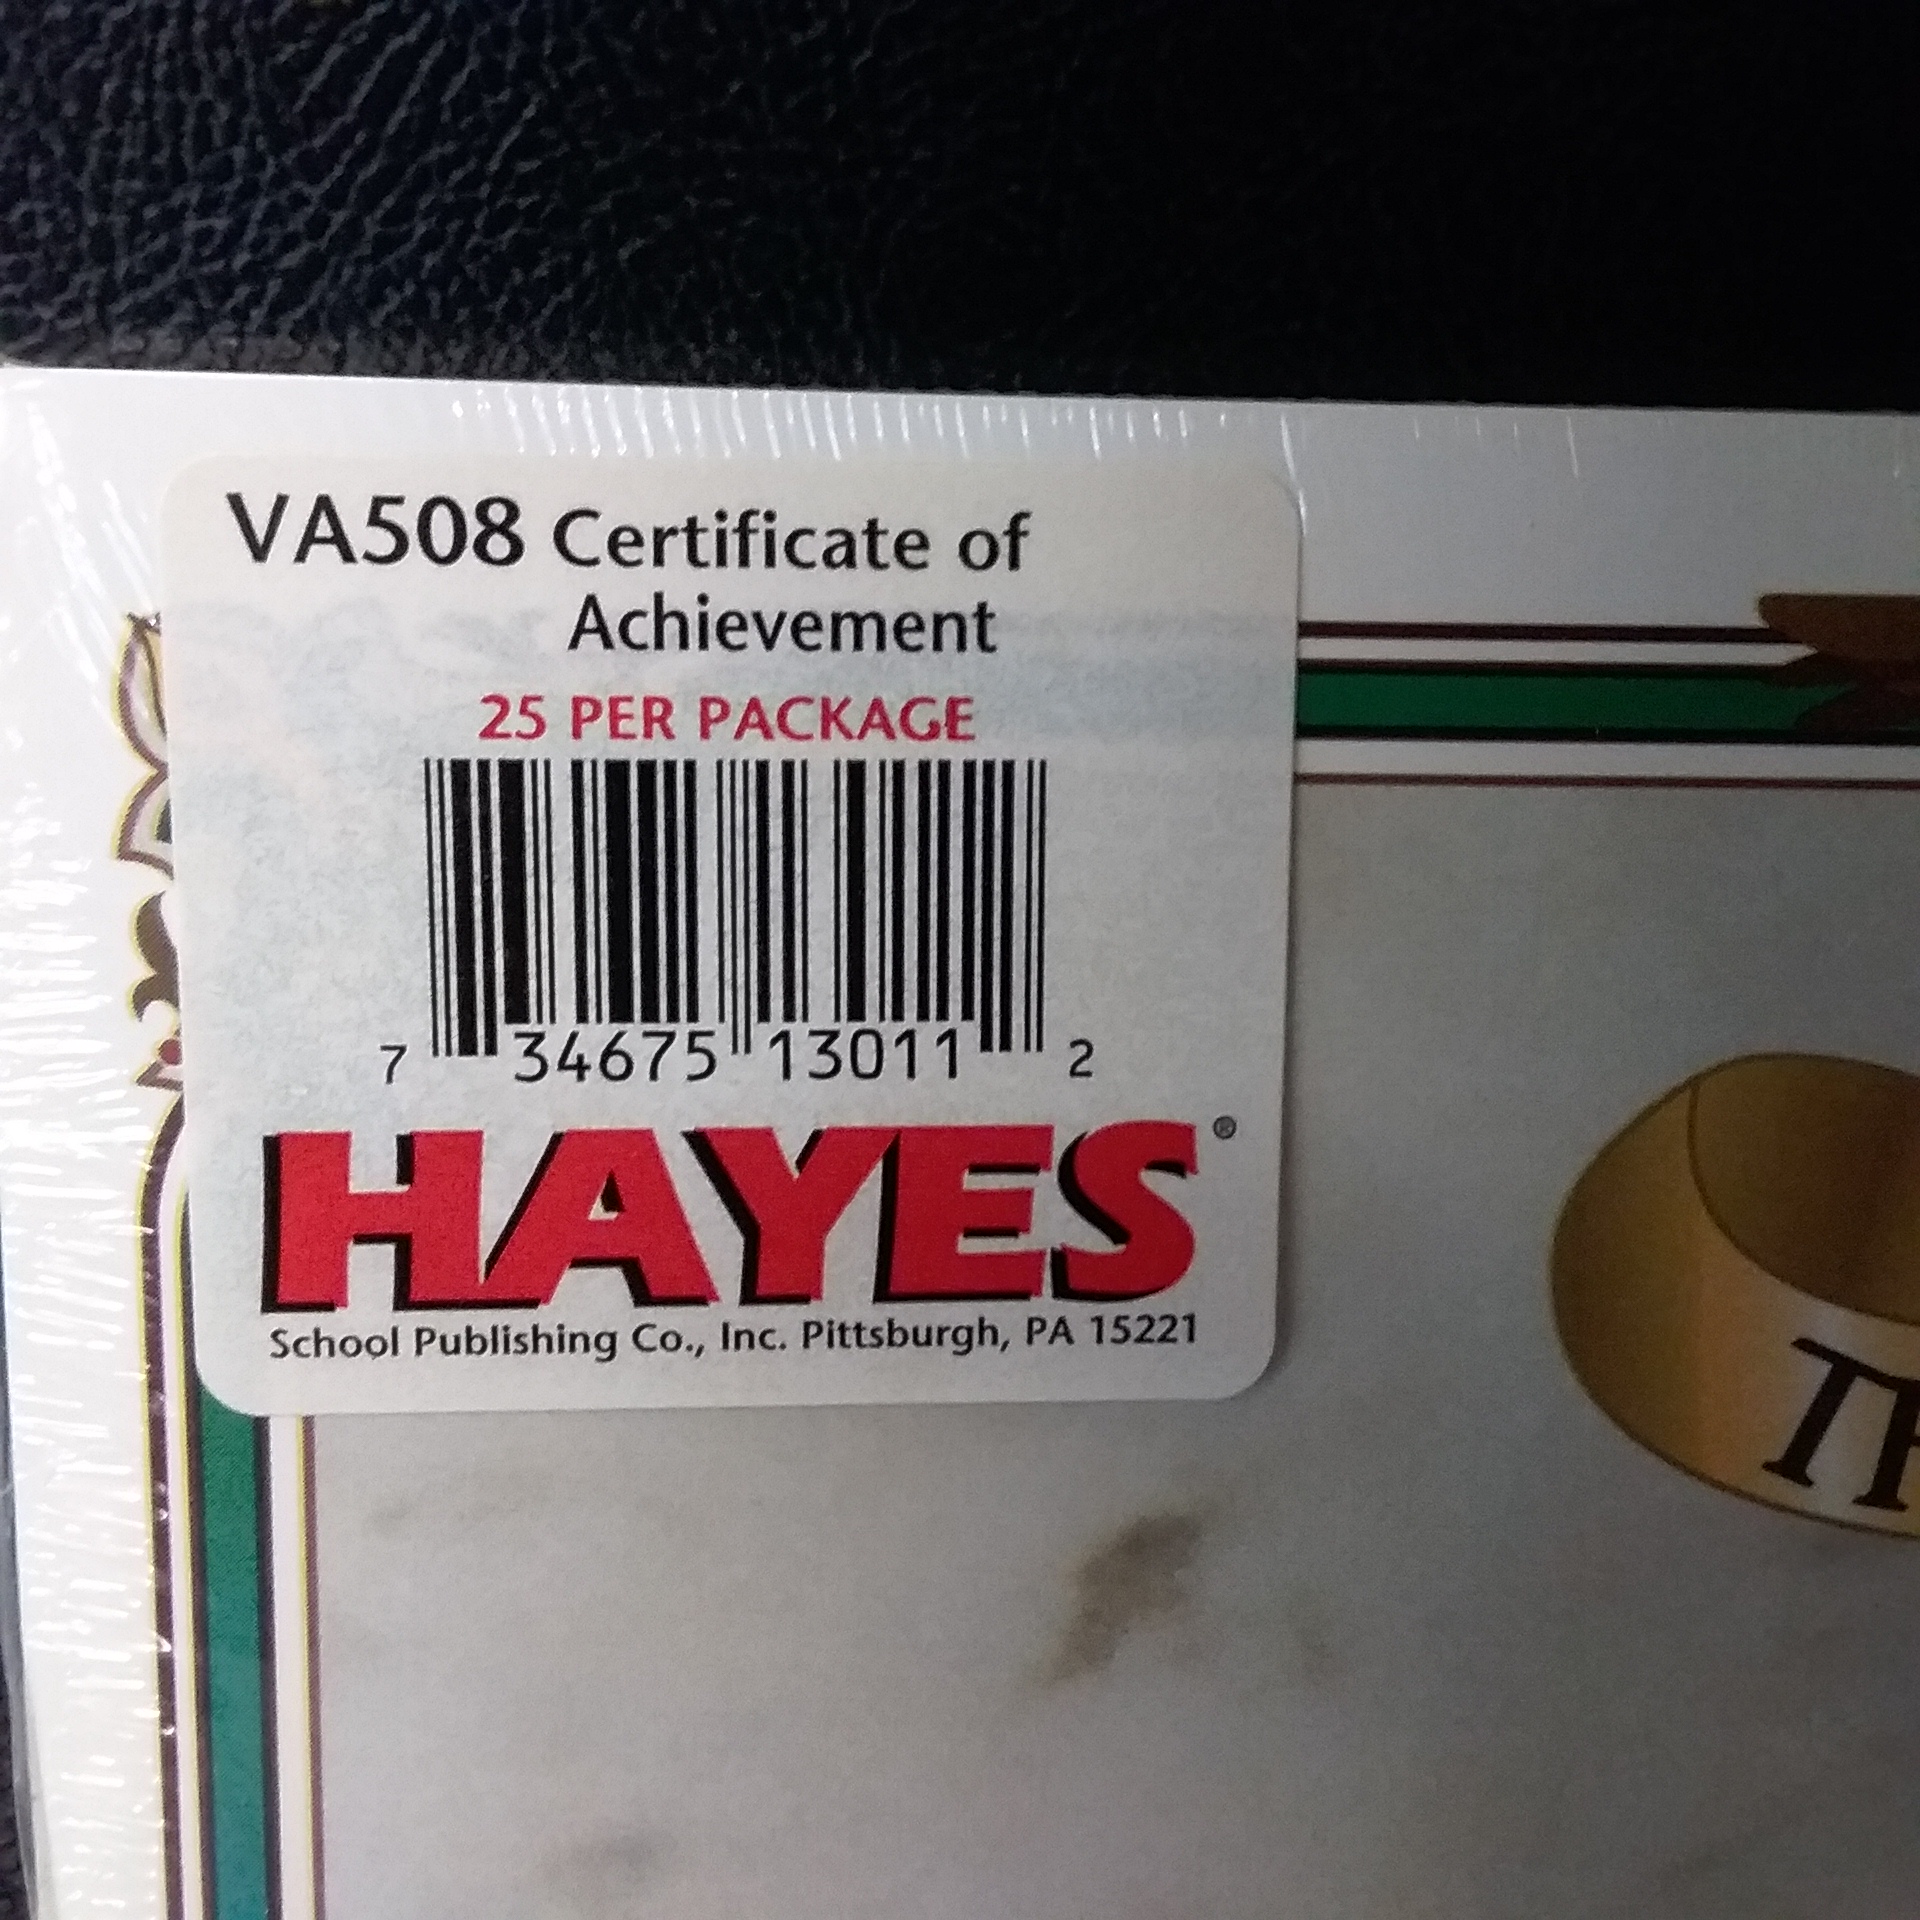 VA508 Certificate of
Achievement
25 PER PACKAGE
7 34675 13011 2
HAYES®
School Publishing Co., Inc. Pittsburgh, PA 15221